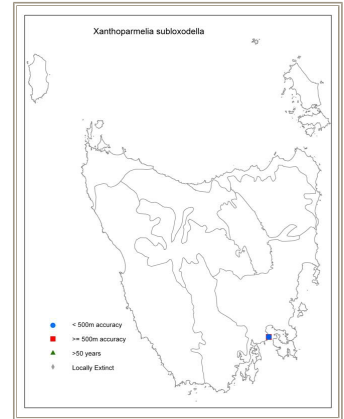 Xanthoparmelia subloxodella
< 500m accuracy
>= 500m accuracy
>50 years
Locally Extinct